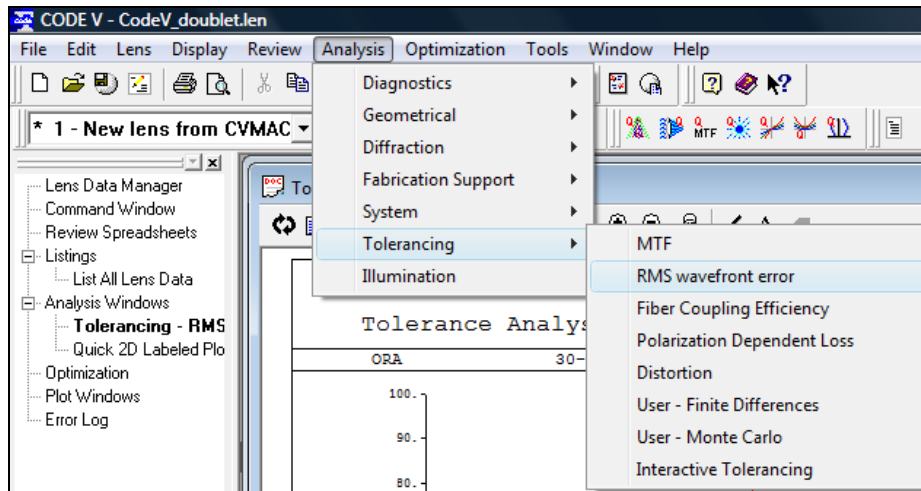 CODE V - CodeV_doublet.len
File Edit Lens Display Review Analysis Optimization Tools Window Help
* 1 - New lens from CVMAC
MTF
Lens Data Manager
Command Window
Review Spreadsheets
Listings
List All Lens Data
Analysis Windows
Tolerancing - RMS
Quick 2D Labeled Plo
Optimization
Plot Windows
Error Log
Diagnostics
Geometrical
Diffraction
Fabrication Support
System
Tolerancing
Illumination
MTF
RMS wavefront error
Fiber Coupling Efficiency
Polarization Dependent Loss
Distortion
User - Finite Differences
User - Monte Carlo
Interactive Tolerancing
DOC To
Tolerance Analys
ORA 30-
100.
90.
80.